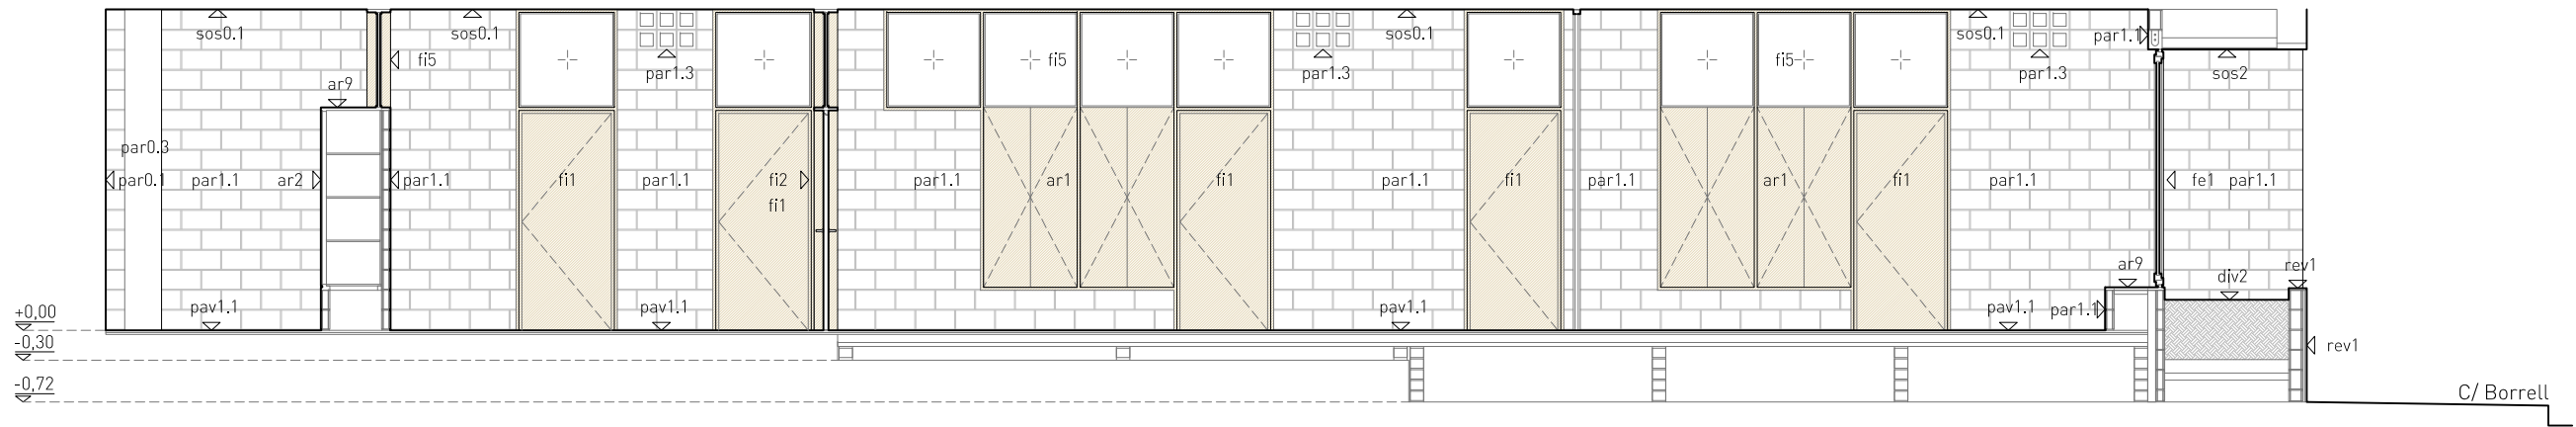 sos0.1 sos0.1 sos0.1 sos0.1 par1.1
fi5 fi5 fi5
par1.3 par1.3 par1.3 sos2
ar9
par0.3
par0.1 par1.1 ar2 par1.1 fi1 par1.1 fi2 par1.1 ar1 fi1 par1.1 fi1 par1.1 ar1 fi1 par1.1 fe1 par1.1
fi1
ar9 div2 rev1
pav1.1 pav1.1 pav1.1 pav1.1 par1.1
+0,00
-0,30 rev1
-0,72
C/ Borrell